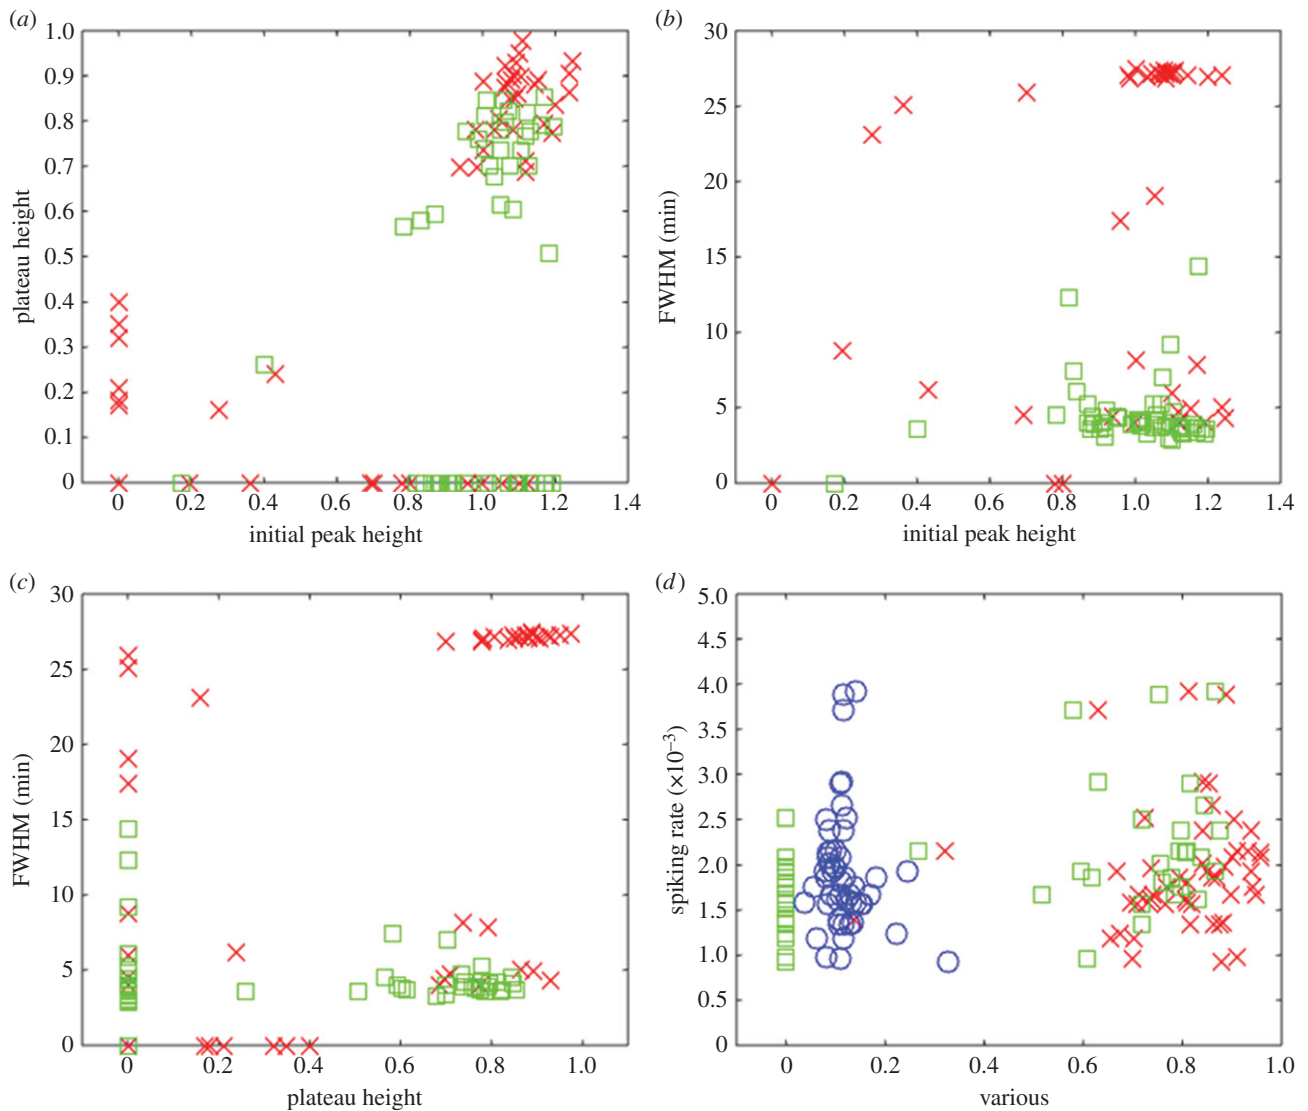 (a)
1.0
0.9
0.8
0.7
0.6
0.5
0.4
0.3
0.2
0.1
0
plateau height
0 0.2 0.4 0.6 0.8 1.0 1.2 1.4
initial peak height
(b)
30
25
20
15
10
5
0
FWHM (min)
0 0.2 0.4 0.6 0.8 1.0 1.2 1.4
initial peak height
(c)
30
25
20
15
10
5
0
FWHM (min)
0 0.2 0.4 0.6 0.8 1.0
plateau height
(d)
5.0
4.5
4.0
3.5
3.0
2.5
2.0
1.5
1.0
0.5
0
spiking rate (×10⁻³)
0 0.2 0.4 0.6 0.8 1.0
various